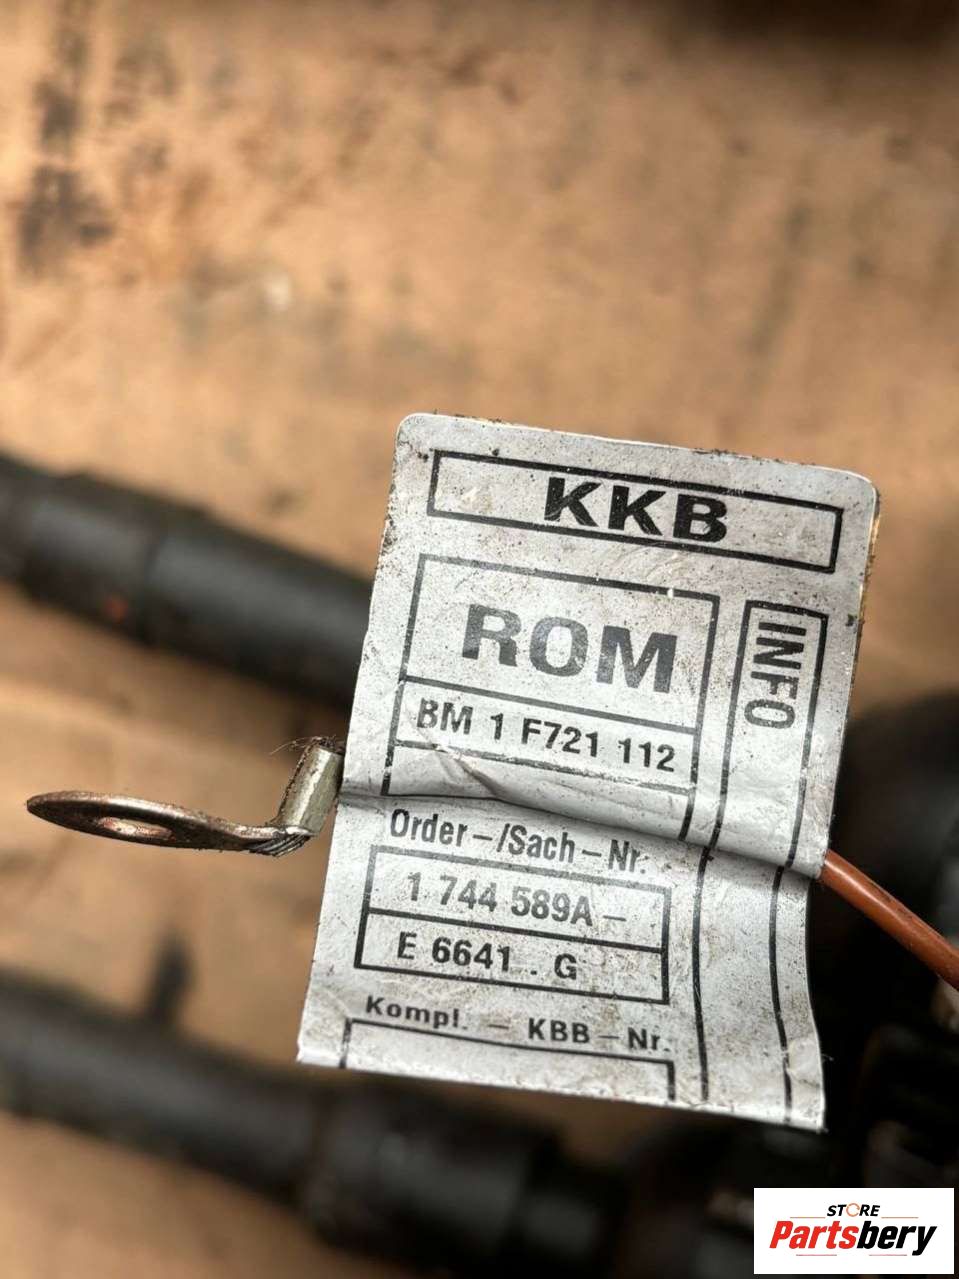 KKB
ROM
INFO
BM 1 F721 112
Order-/Sach-Nr.
1 744 589A-
E 6641.G
Kompl. - KBB-Nr.
STORE
Partsbery